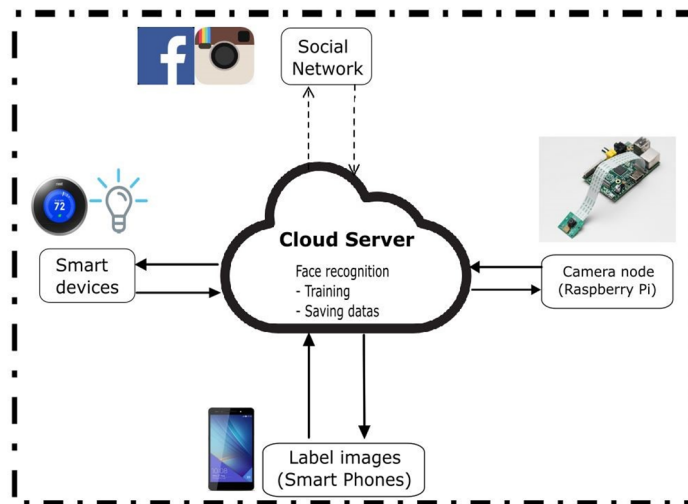 Social
Network
72
Cloud Server
Face recognition
- Training
- Saving datas
Smart
devices
Camera node
(Raspberry Pi)
Label images
(Smart Phones)